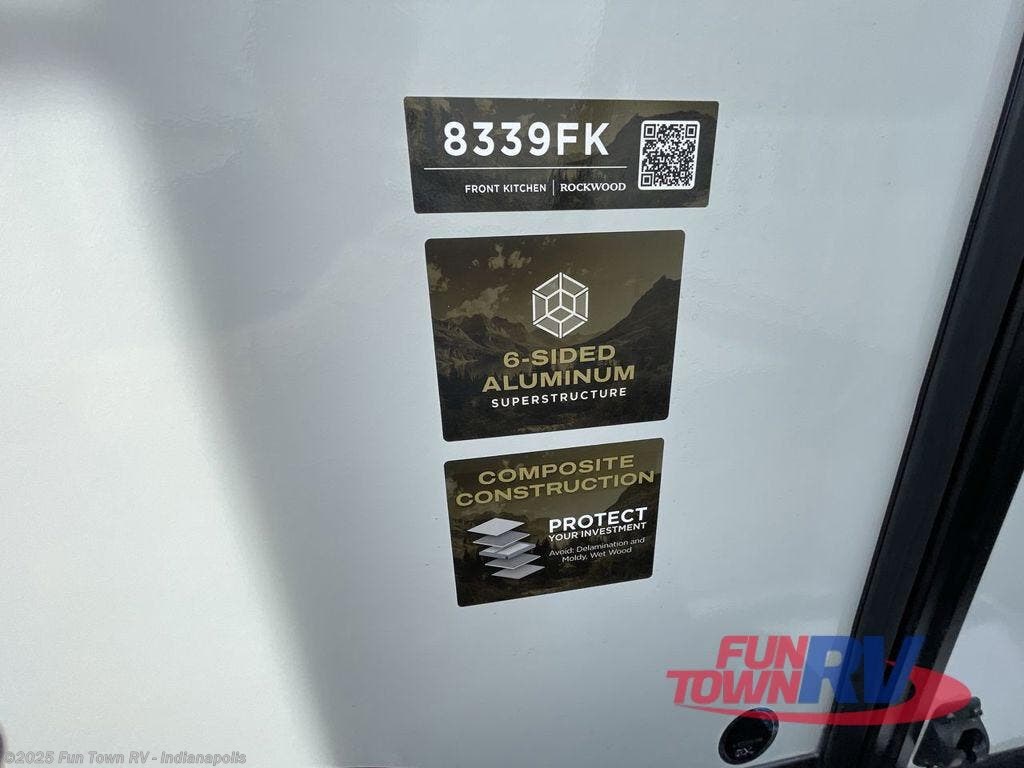 8339FK
FRONT KITCHEN | ROCKWOOD
6-SIDED
ALUMINUM
SUPERSTRUCTURE
COMPOSITE
CONSTRUCTION
PROTECT
YOUR INVESTMENT
Avoid: Delamination and
Moldy, Wet Wood
FUN
TOWN RV
©2025 Fun Town RV - Indianapolis